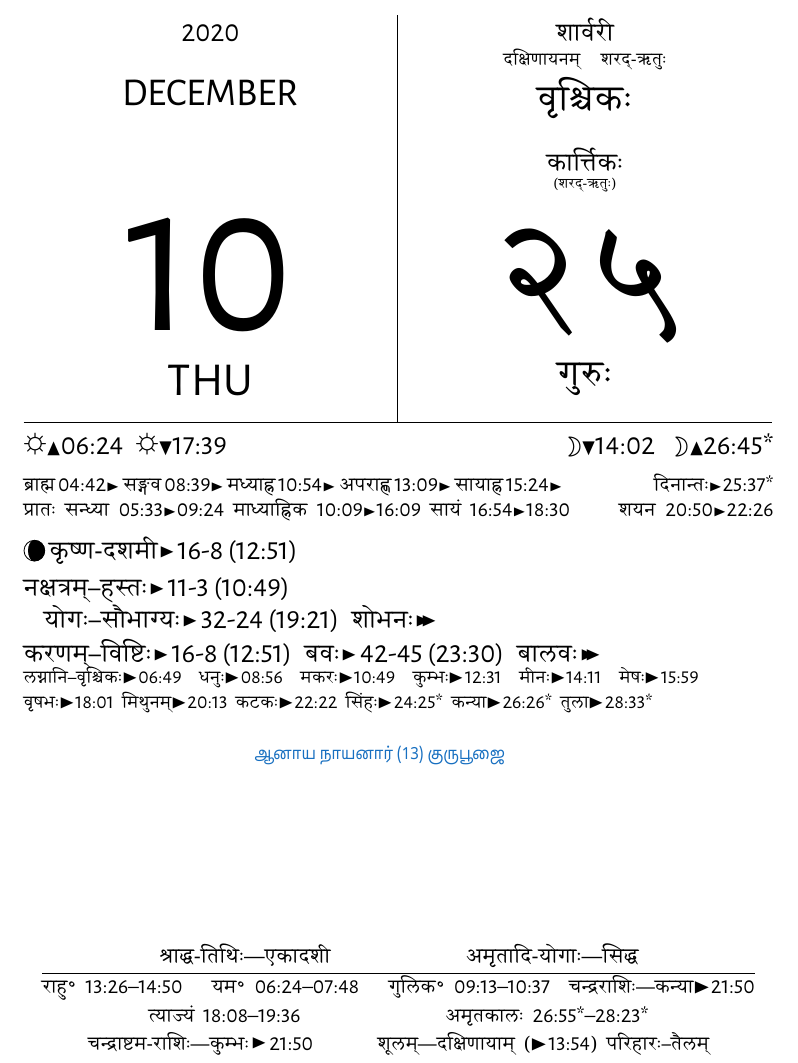 2020
DECEMBER
10
THU
शार्वरी
दक्षिणायनम् शरद्-ऋतुः
वृश्चिकः
कार्त्तिकः
(शरद्-ऋतुः)
२५
गुरुः
☼▲06:24 ☼▼17:39 ☽▼14:02 ☽▲26:45*
ब्राह्म 04:42► सङ्गव 08:39► मध्याह्न 10:54► अपराह्ण 13:09► सायाह्न 15:24► दिनान्तः►25:37*
प्रातः सन्ध्या 05:33►09:24 माध्याह्निक 10:09►16:09 सायं 16:54►18:30 शयन 20:50►22:26
कृष्ण-दशमी►16-8 (12:51)
नक्षत्रम्–हस्तः►11-3 (10:49)
योगः–सौभाग्यः►32-24 (19:21) शोभनः►►
करणम्–विष्टिः►16-8 (12:51) बवः►42-45 (23:30) बालवः►►
लग्नानि–वृश्चिकः►06:49 धनुः►08:56 मकरः►10:49 कुम्भः►12:31 मीनः►14:11 मेषः►15:59
वृषभः►18:01 मिथुनम्►20:13 कटकः►22:22 सिंहः►24:25* कन्या►26:26* तुला►28:33*
ஆனாய நாயனார் (13) குருபூஜை
श्राद्ध-तिथिः—एकादशी अमृतादि-योगाः—सिद्ध
राहु॰ 13:26–14:50 यम॰ 06:24–07:48 गुलिक॰ 09:13–10:37 चन्द्रराशिः—कन्या►21:50
त्याज्यं 18:08–19:36 अमृतकालः 26:55*–28:23*
चन्द्राष्टम-राशिः—कुम्भः►21:50 शूलम्—दक्षिणायाम् (►13:54) परिहारः–तैलम्